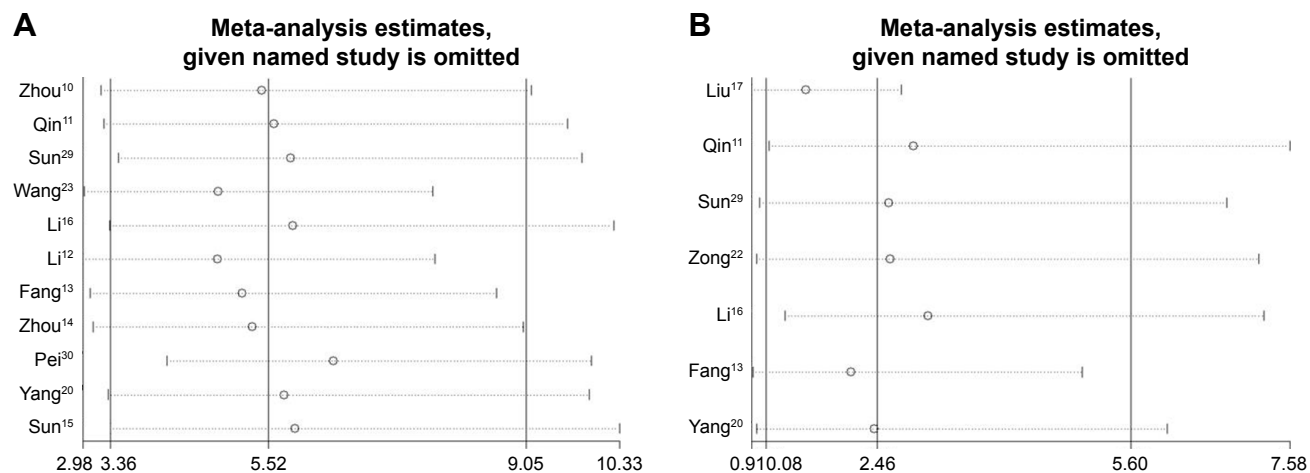 A
Meta-analysis estimates,
given named study is omitted
Zhou10
Qin11
Sun29
Wang23
Li16
Li12
Fang13
Zhou14
Pei30
Yang20
Sun15
2.98 3.36 5.52 9.05 10.33
B
Meta-analysis estimates,
given named study is omitted
Liu17
Qin11
Sun29
Zong22
Li16
Fang13
Yang20
0.910.08 2.46 5.60 7.58